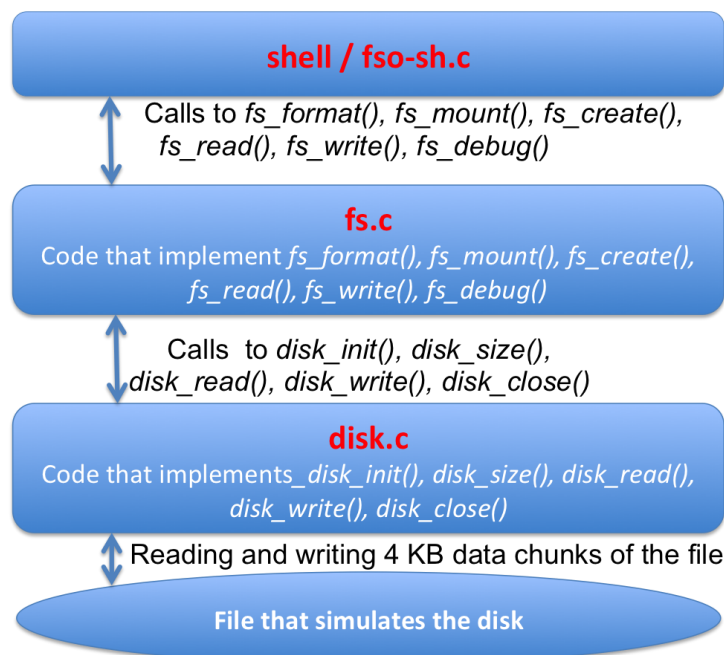 shell / fso-sh.c
Calls to fs_format(), fs_mount(), fs_create(),
fs_read(), fs_write(), fs_debug()
fs.c
Code that implement fs_format(), fs_mount(), fs_create(),
fs_read(), fs_write(), fs_debug()
Calls to disk_init(), disk_size(),
disk_read(), disk_write(), disk_close()
disk.c
Code that implements_disk_init(), disk_size(), disk_read(),
disk_write(), disk_close()
Reading and writing 4 KB data chunks of the file
File that simulates the disk